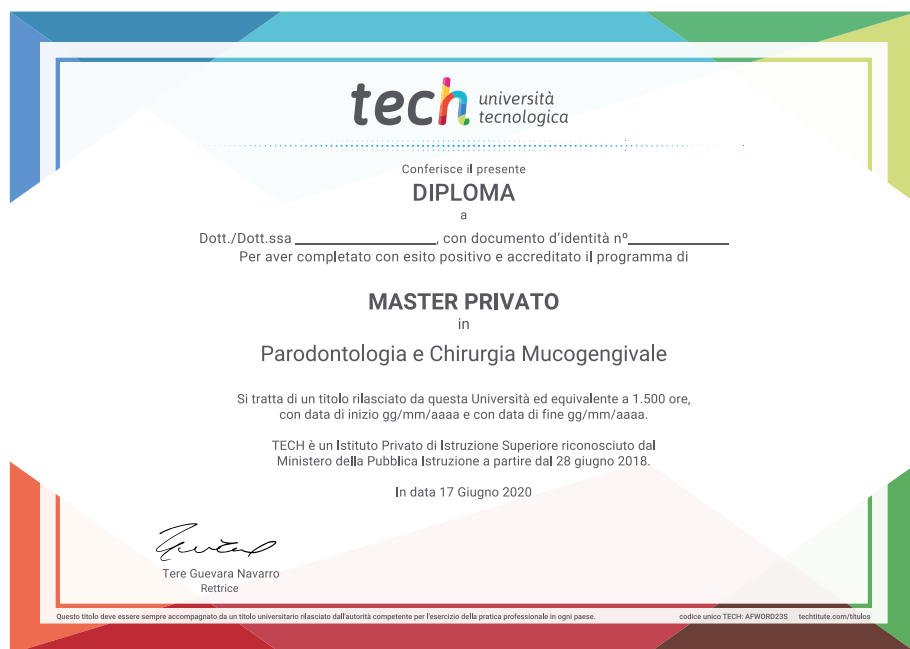 tech università
tecnologica
Conferisce il presente
DIPLOMA
a
Dott./Dott.ssa _________________, con documento d'identità nº____________
Per aver completato con esito positivo e accreditato il programma di
MASTER PRIVATO
in
Parodontologia e Chirurgia Mucogengivale
Si tratta di un titolo rilasciato da questa Università ed equivalente a 1.500 ore,
con data di inizio gg/mm/aaaa e con data di fine gg/mm/aaaa.
TECH è un Istituto Privato di Istruzione Superiore riconosciuto dal
Ministero della Pubblica Istruzione a partire dal 28 giugno 2018.
In data 17 Giugno 2020
Tere Guevara Navarro
Rettrice
Questo titolo deve essere sempre accompagnato da un titolo universitario rilasciato dall'autorità competente per l'esercizio della pratica professionale in ogni paese. codice unico TECH: AFWORD23S techtitute.com/títulos